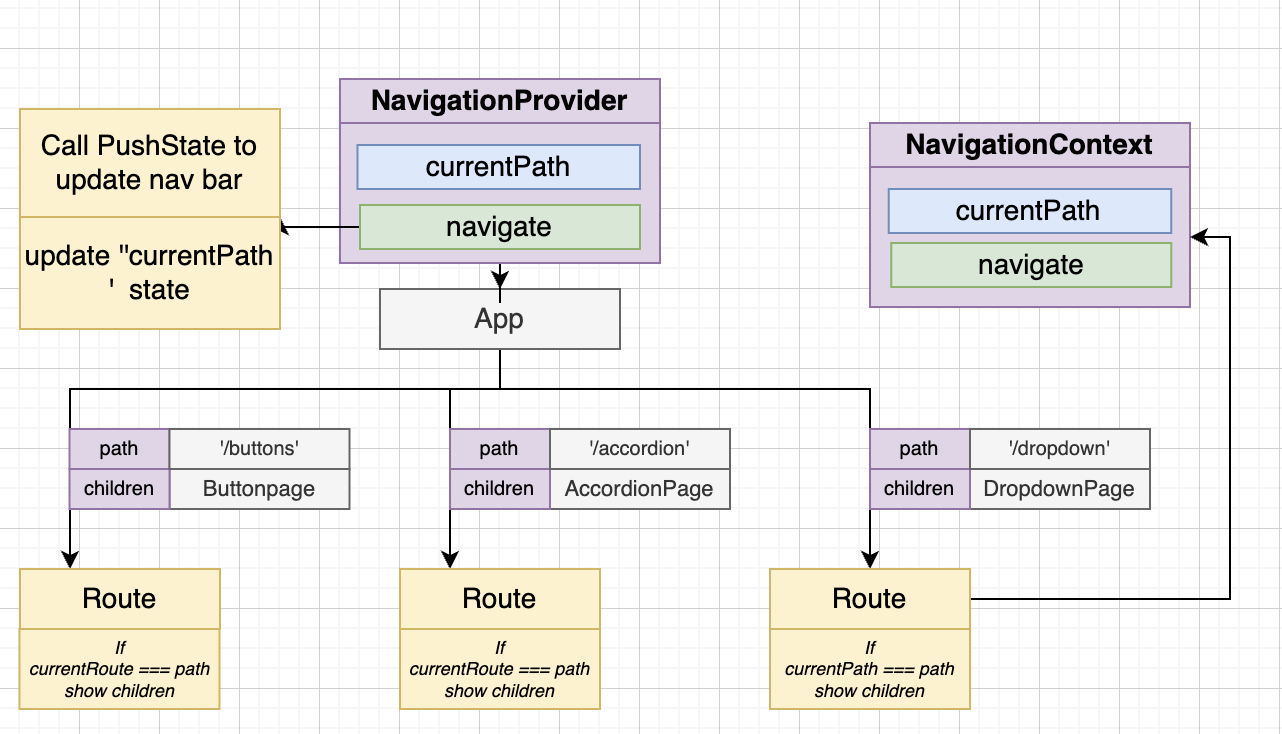 NavigationProvider
currentPath
navigate
Call PushState to
update nav bar
update "currentPath
' state
NavigationContext
currentPath
navigate
App
path
'/buttons'
children
Buttonpage
path
'/accordion'
children
AccordionPage
path
'/dropdown'
children
DropdownPage
Route
If
currentRoute === path
show children
Route
If
currentRoute === path
show children
Route
If
currentPath === path
show children